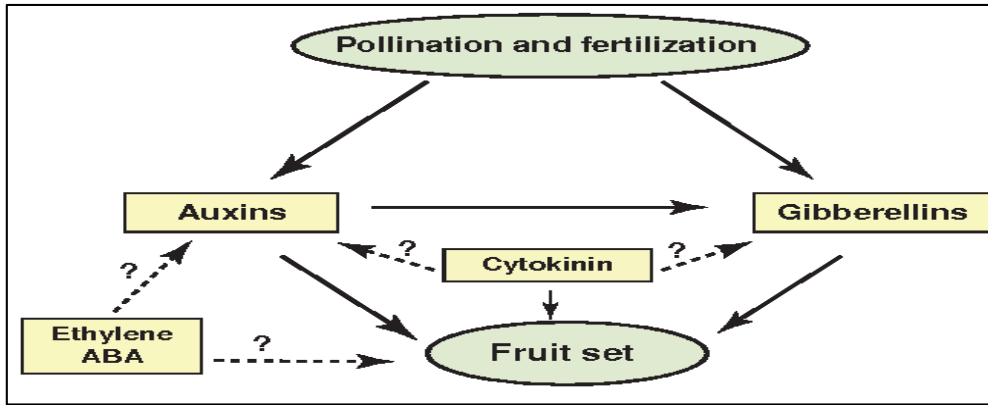 Pollination and fertilization
Auxins
Gibberellins
?
?
?
Cytokinin
Ethylene
ABA
?
Fruit set